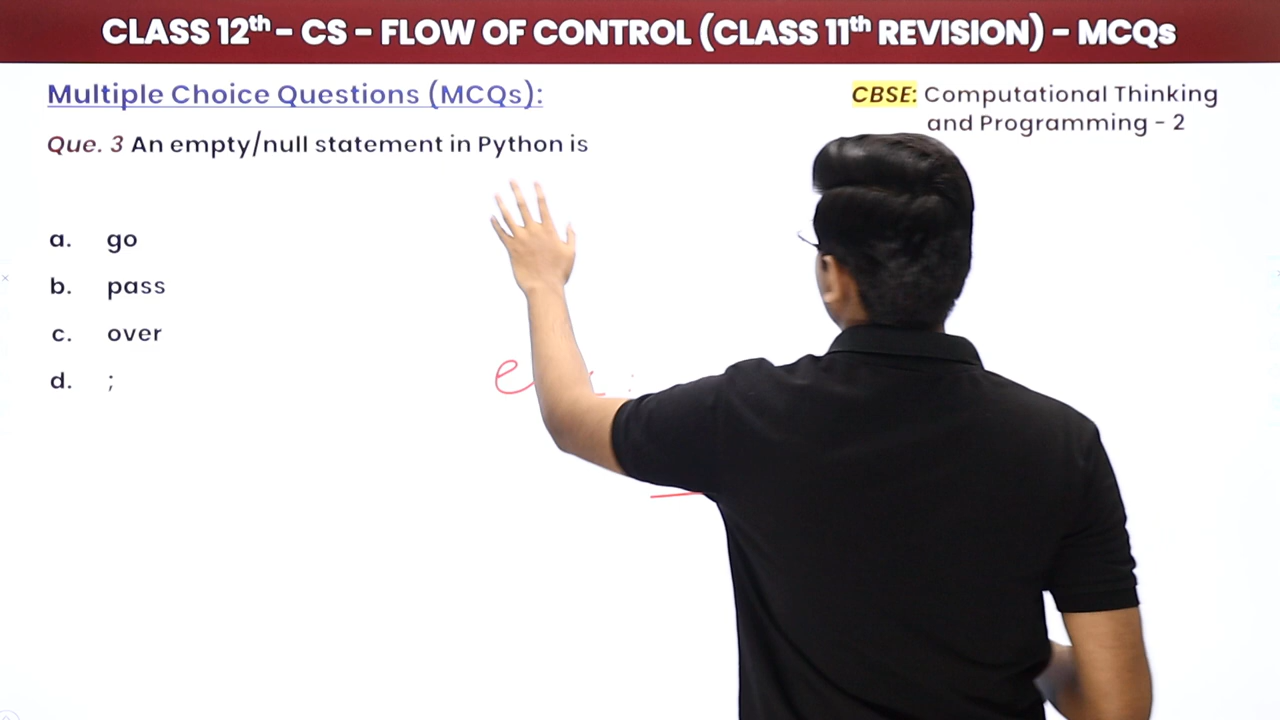 CLASS 12th – CS – FLOW OF CONTROL (CLASS 11th REVISION) – MCQs
Multiple Choice Questions (MCQs):
CBSE: Computational Thinking
and Programming - 2
Que. 3 An empty/null statement in Python is
a. go
b. pass
c. over
d. ;